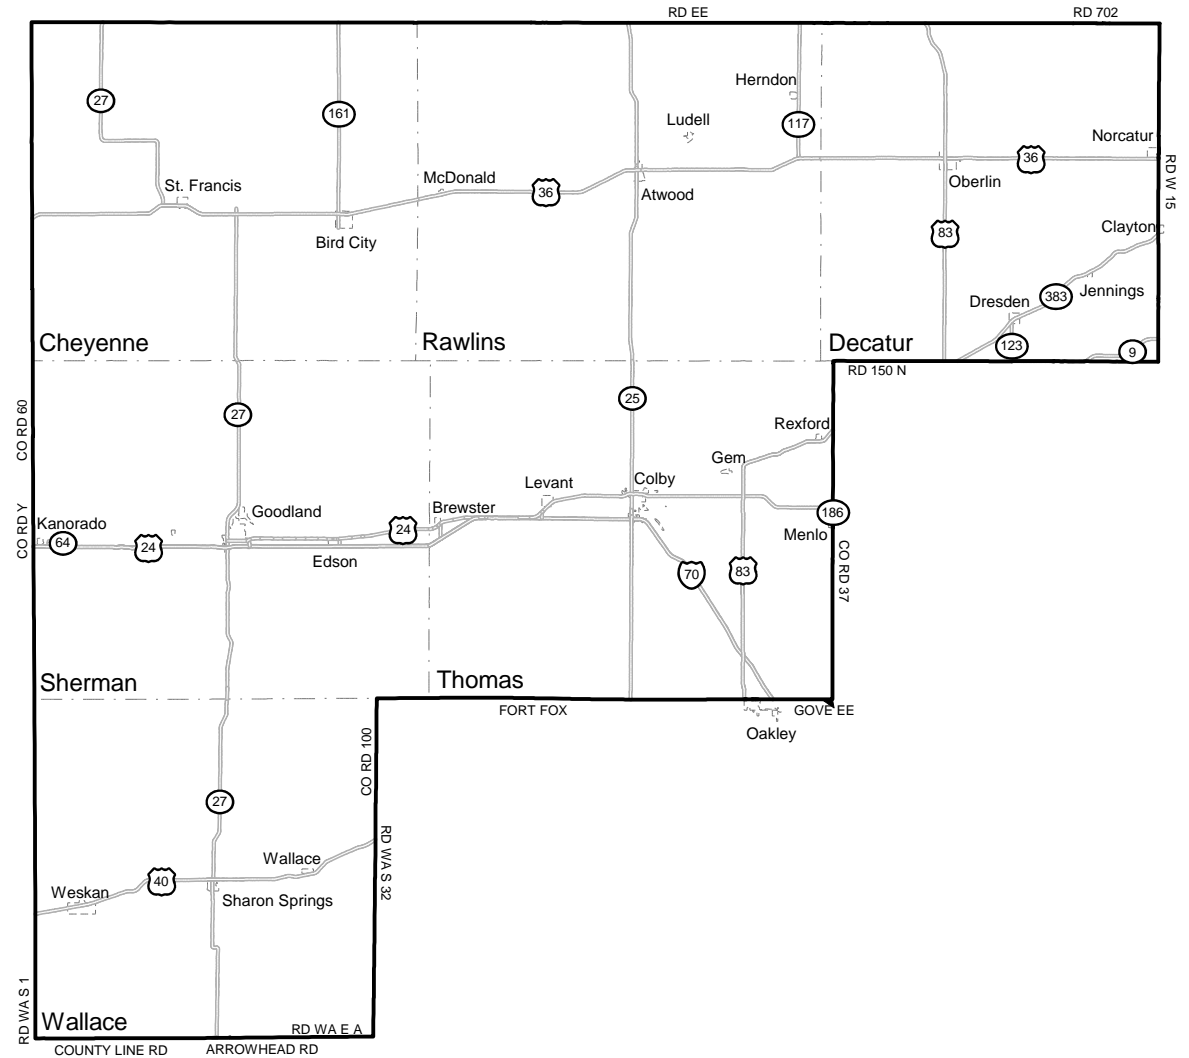 RD EE
RD 702
27
161
Herndon
117
Ludell
Norcatur
36
RD W 15
McDonald
St. Francis
36
Atwood
Oberlin
Bird City
83
Clayton
383
Jennings
Dresden
123
9
Cheyenne
Rawlins
Decatur
RD 150 N
CO RD 60
27
25
Rexford
Gem
Levant
Colby
Goodland
Brewster
186
Kanorado
24
Menlo
CO RD Y
64
24
Edson
70
83
CO RD 37
Sherman
Thomas
FORT FOX
GOVE EE
Oakley
CO RD 100
27
Wallace
40
RD WA S 32
Weskan
Sharon Springs
RD WA S 1
Wallace
RD WA E A
COUNTY LINE RD
ARROWHEAD RD